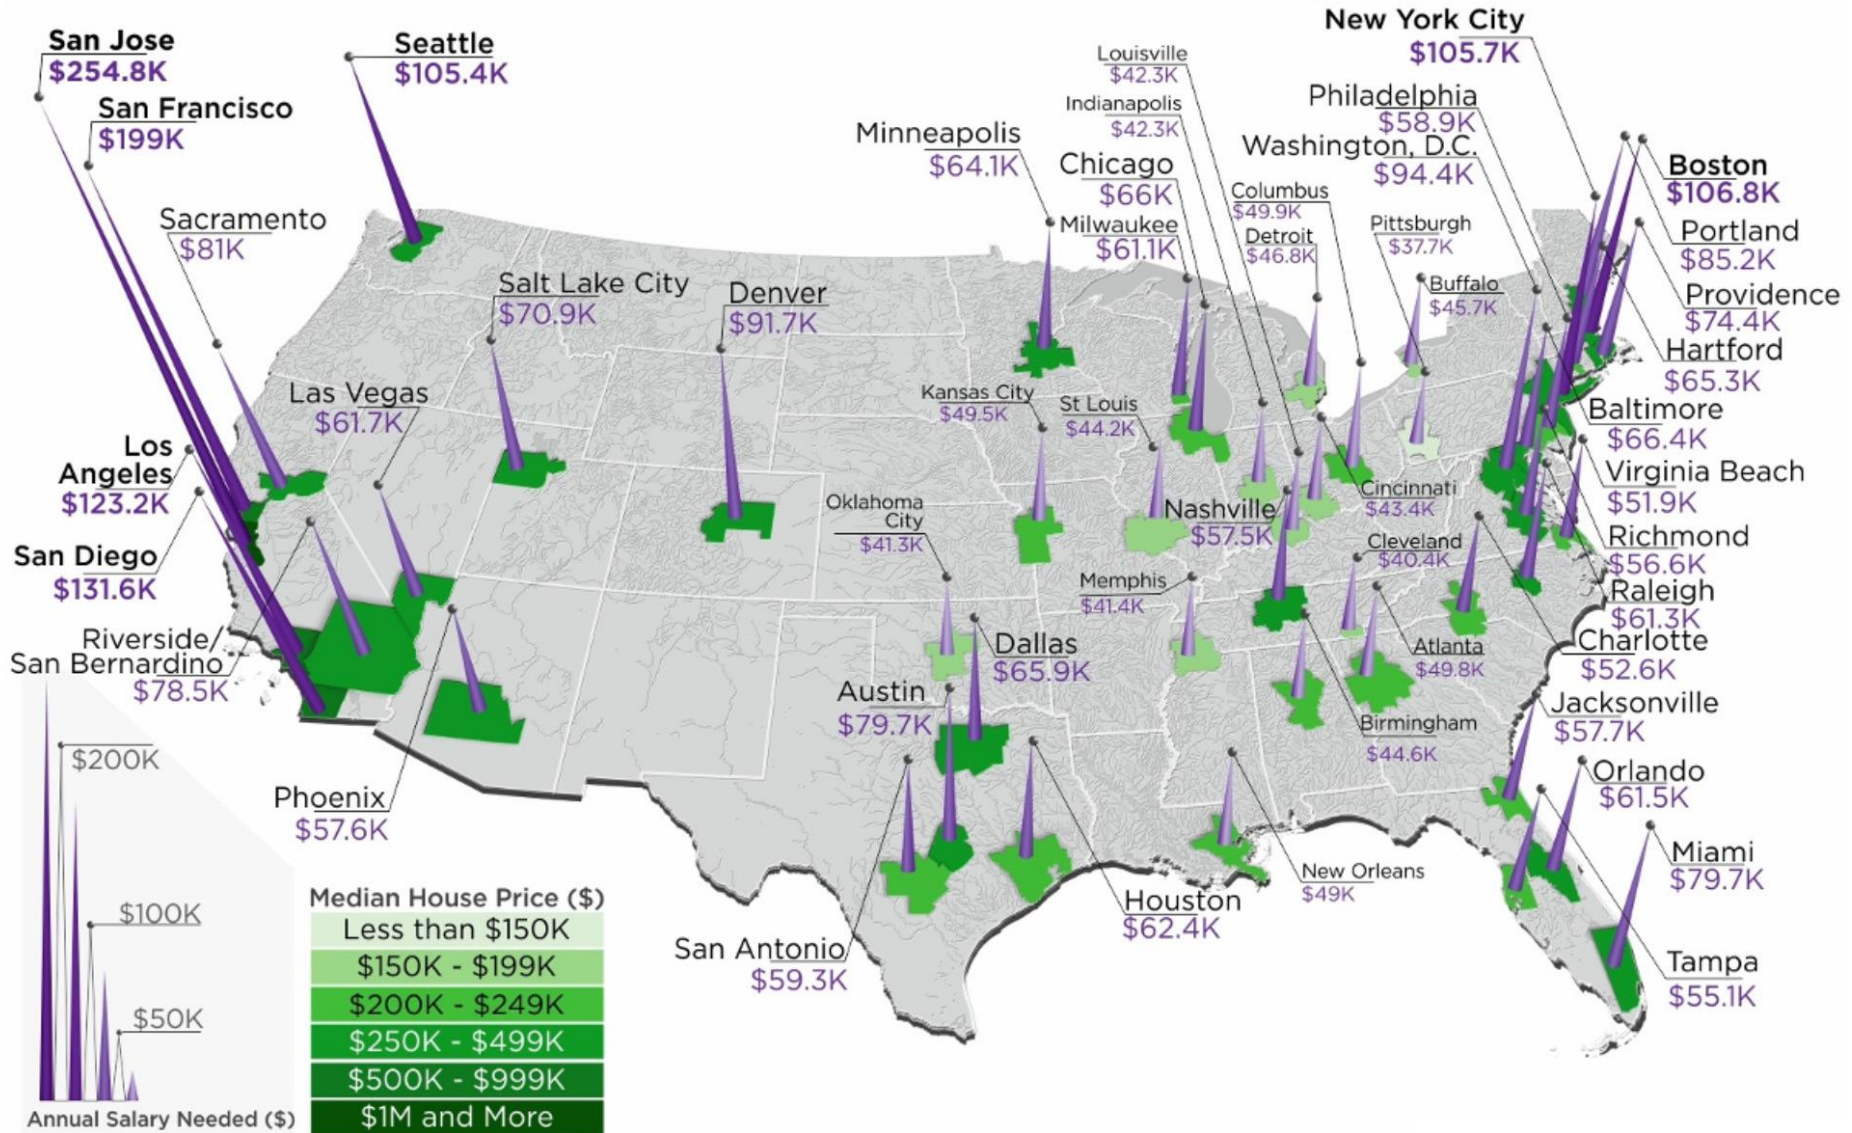 San Jose
$254.8K
San Francisco
$199K
Seattle
$105.4K
Sacramento
$81K
Salt Lake City
$70.9K
Denver
$91.7K
Las Vegas
$61.7K
Los
Angeles
$123.2K
San Diego
$131.6K
Riverside/
San Bernardino
$78.5K
Phoenix
$57.6K
Minneapolis
$64.1K
Louisville
$42.3K
Indianapolis
$42.3K
Chicago
$66K
Milwaukee
$61.1K
Columbus
$49.9K
Detroit
$46.8K
New York City
$105.7K
Philadelphia
$58.9K
Washington, D.C.
$94.4K
Pittsburgh
$37.7K
Buffalo
$45.7K
Boston
$106.8K
Portland
$85.2K
Providence
$74.4K
Hartford
$65.3K
Baltimore
$66.4K
Virginia Beach
$51.9K
Richmond
$56.6K
Raleigh
$61.3K
Charlotte
$52.6K
Kansas City
$49.5K
St Louis
$44.2K
Oklahoma
City
$41.3K
Nashville
$57.5K
Cincinnati
$43.4K
Cleveland
$40.4K
Memphis
$41.4K
Atlanta
$49.8K
Birmingham
$44.6K
Dallas
$65.9K
Austin
$79.7K
San Antonio
$59.3K
Houston
$62.4K
New Orleans
$49K
Jacksonville
$57.7K
Orlando
$61.5K
Miami
$79.7K
Tampa
$55.1K
$200K
$100K
$50K
Annual Salary Needed ($)
Median House Price ($)
Less than $150K
$150K - $199K
$200K - $249K
$250K - $499K
$500K - $999K
$1M and More